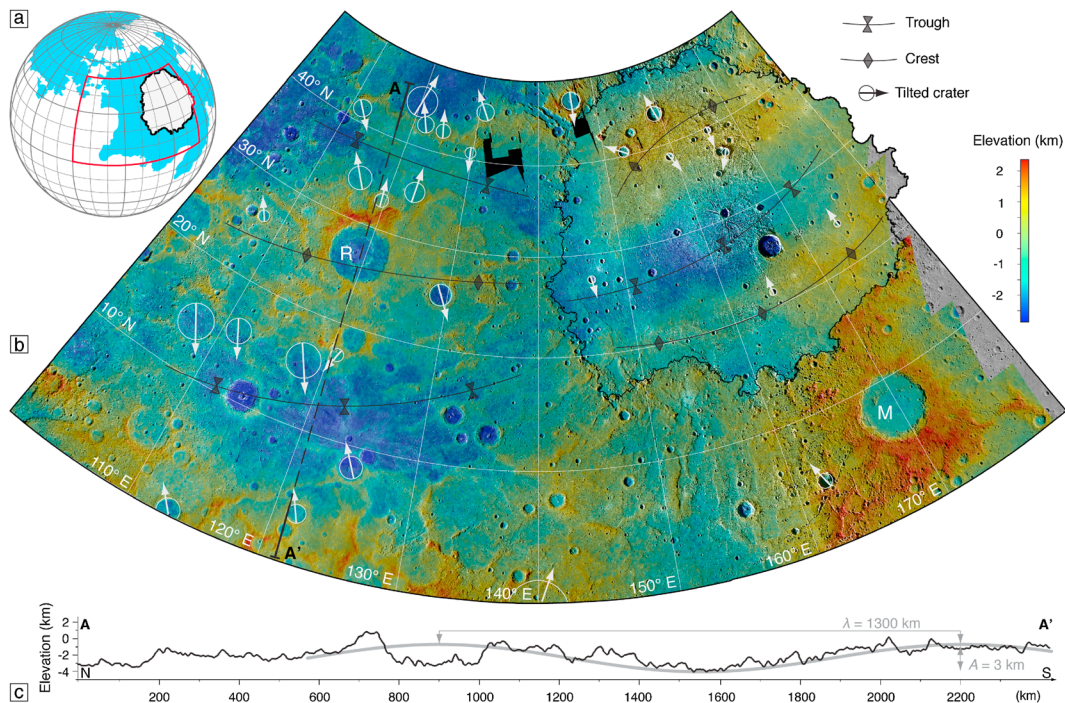 a
Trough
Crest
Tilted crater
Elevation (km)
2
1
0
-1
-2
40° N
30° N
20° N
10° N
A
R
M
b
110° E
120° E
130° E
140° E
150° E
160° E
170° E
A'
Elevation (km)
2
0
-2
-4
A
A'
λ = 1300 km
A = 3 km
N
S
c
0
200
400
600
800
1000
1200
1400
1600
1800
2000
2200
(km)